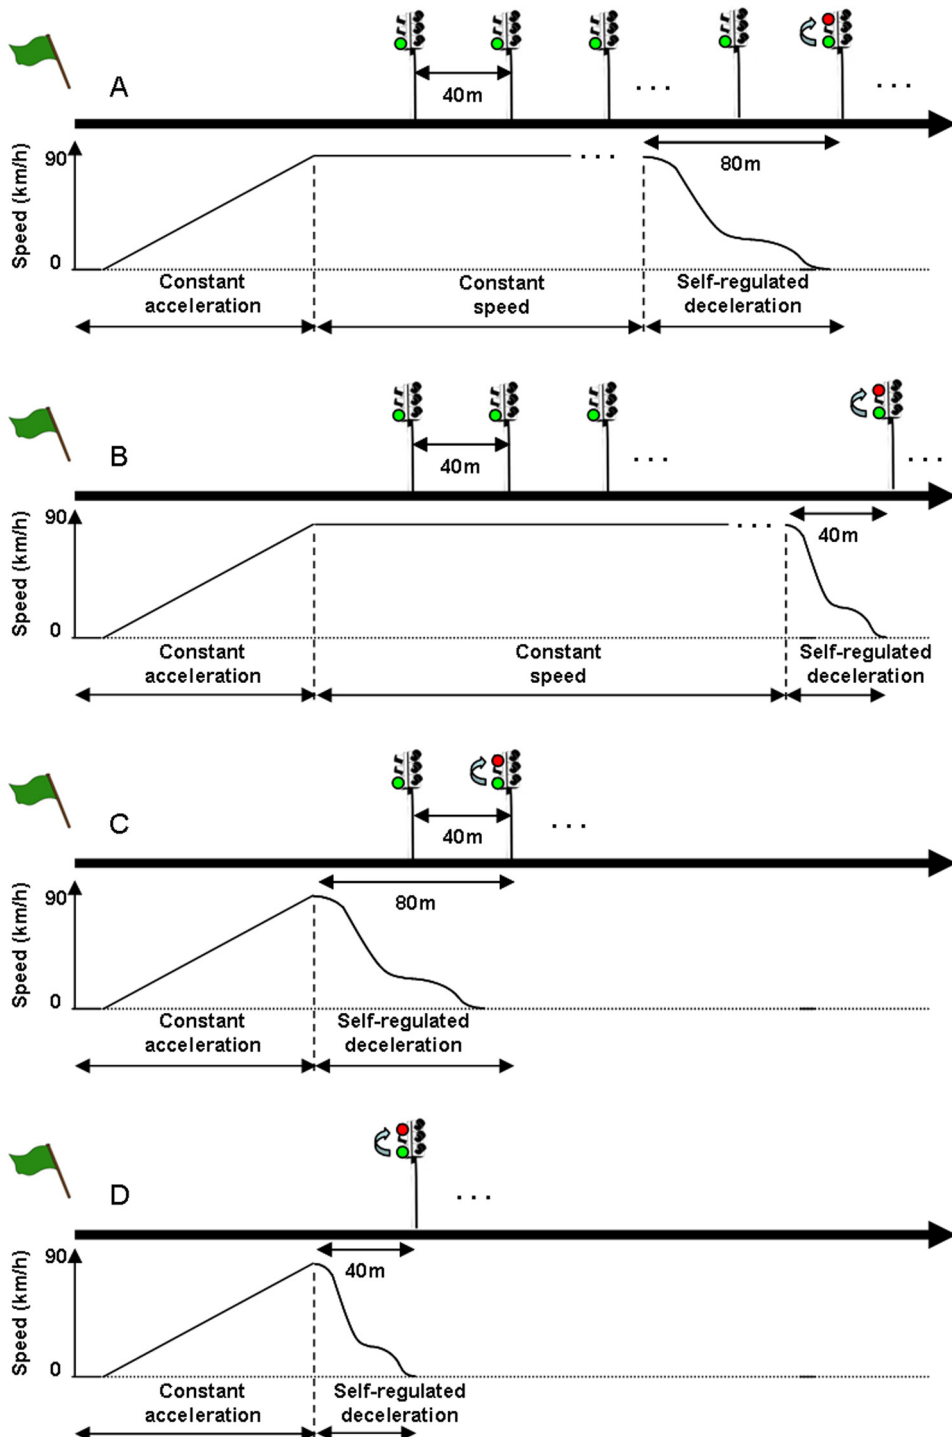 A
40m
. . .
. . .
Speed (km/h)
90
0
. . .
80m
Constant
acceleration
Constant
speed
Self-regulated
deceleration
B
40m
. . .
. . .
Speed (km/h)
90
0
. . .
40m
Constant
acceleration
Constant
speed
Self-regulated
deceleration
C
40m
. . .
Speed (km/h)
90
0
80m
Constant
acceleration
Self-regulated
deceleration
D
. . .
Speed (km/h)
90
0
40m
Constant
acceleration
Self-regulated
deceleration